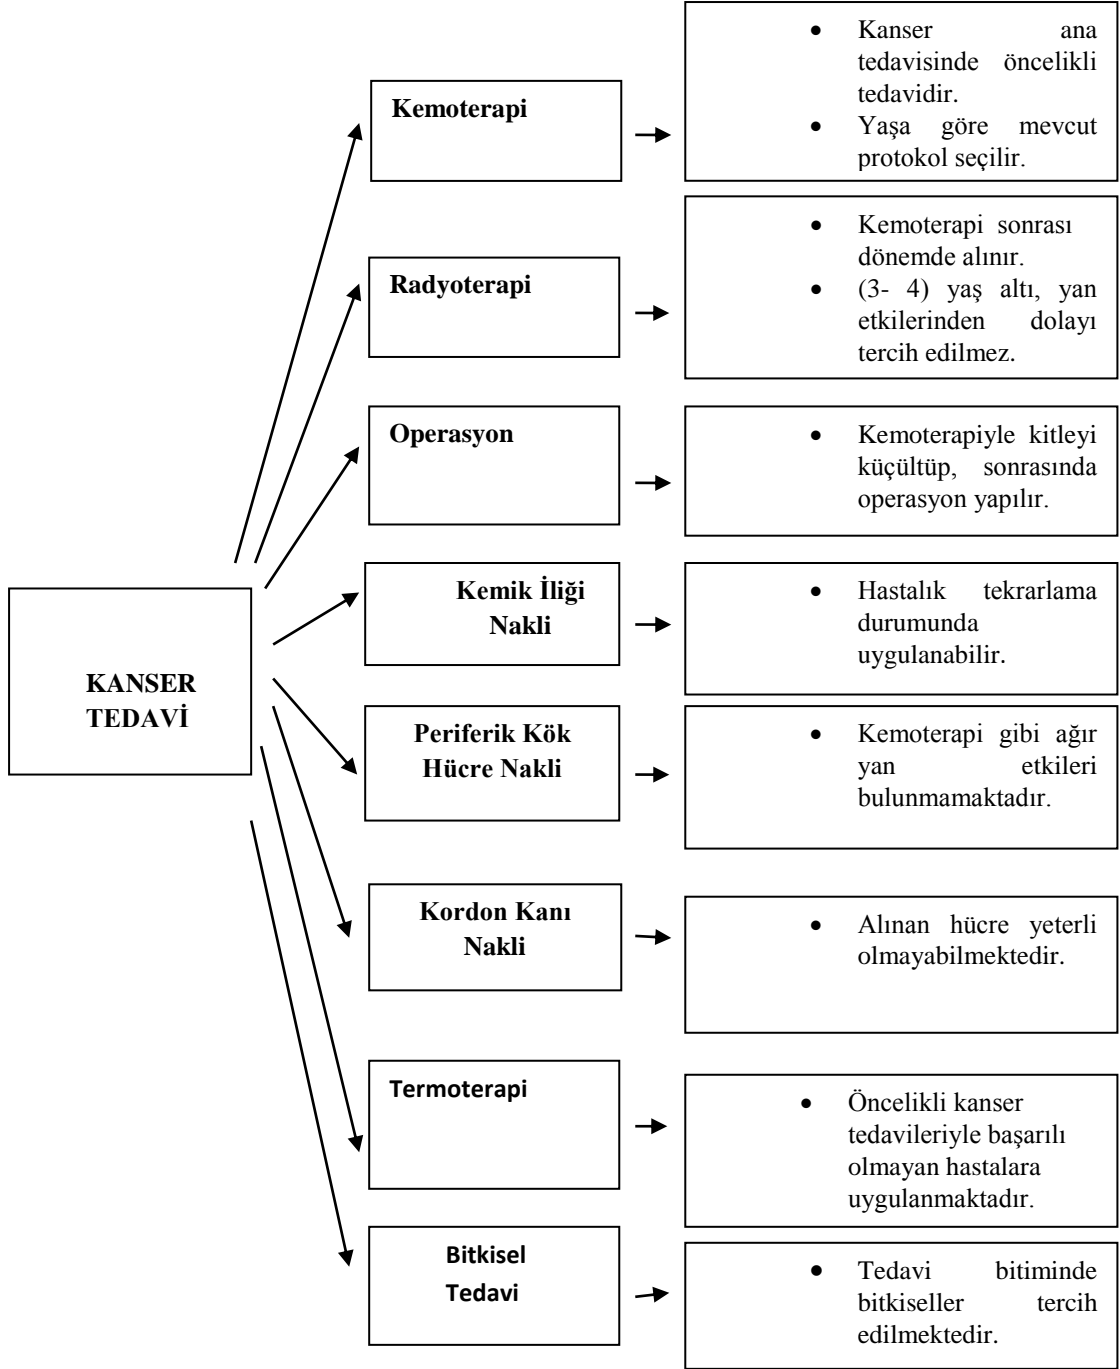 KANSER
TEDAVİ
Kemoterapi
• Kanser ana
tedavisinde öncelikli
tedavidir.
• Yaşa göre mevcut
protokol seçilir.
Radyoterapi
• Kemoterapi sonrası
dönemde alınır.
• (3- 4) yaş altı, yan
etkilerinden dolayı
tercih edilmez.
Operasyon
• Kemoterapiyle kitleyi
küçültüp, sonrasında
operasyon yapılır.
Kemik İliği
Nakli
• Hastalık tekrarlama
durumunda
uygulanabilir.
Periferik Kök
Hücre Nakli
• Kemoterapi gibi ağır
yan etkileri
bulunmamaktadır.
Kordon Kanı
Nakli
• Alınan hücre yeterli
olmayabilmektedir.
Termoterapi
• Öncelikli kanser
tedavileriyle başarılı
olmayan hastalara
uygulanmaktadır.
Bitkisel
Tedavi
• Tedavi bitiminde
bitkiseller tercih
edilmektedir.